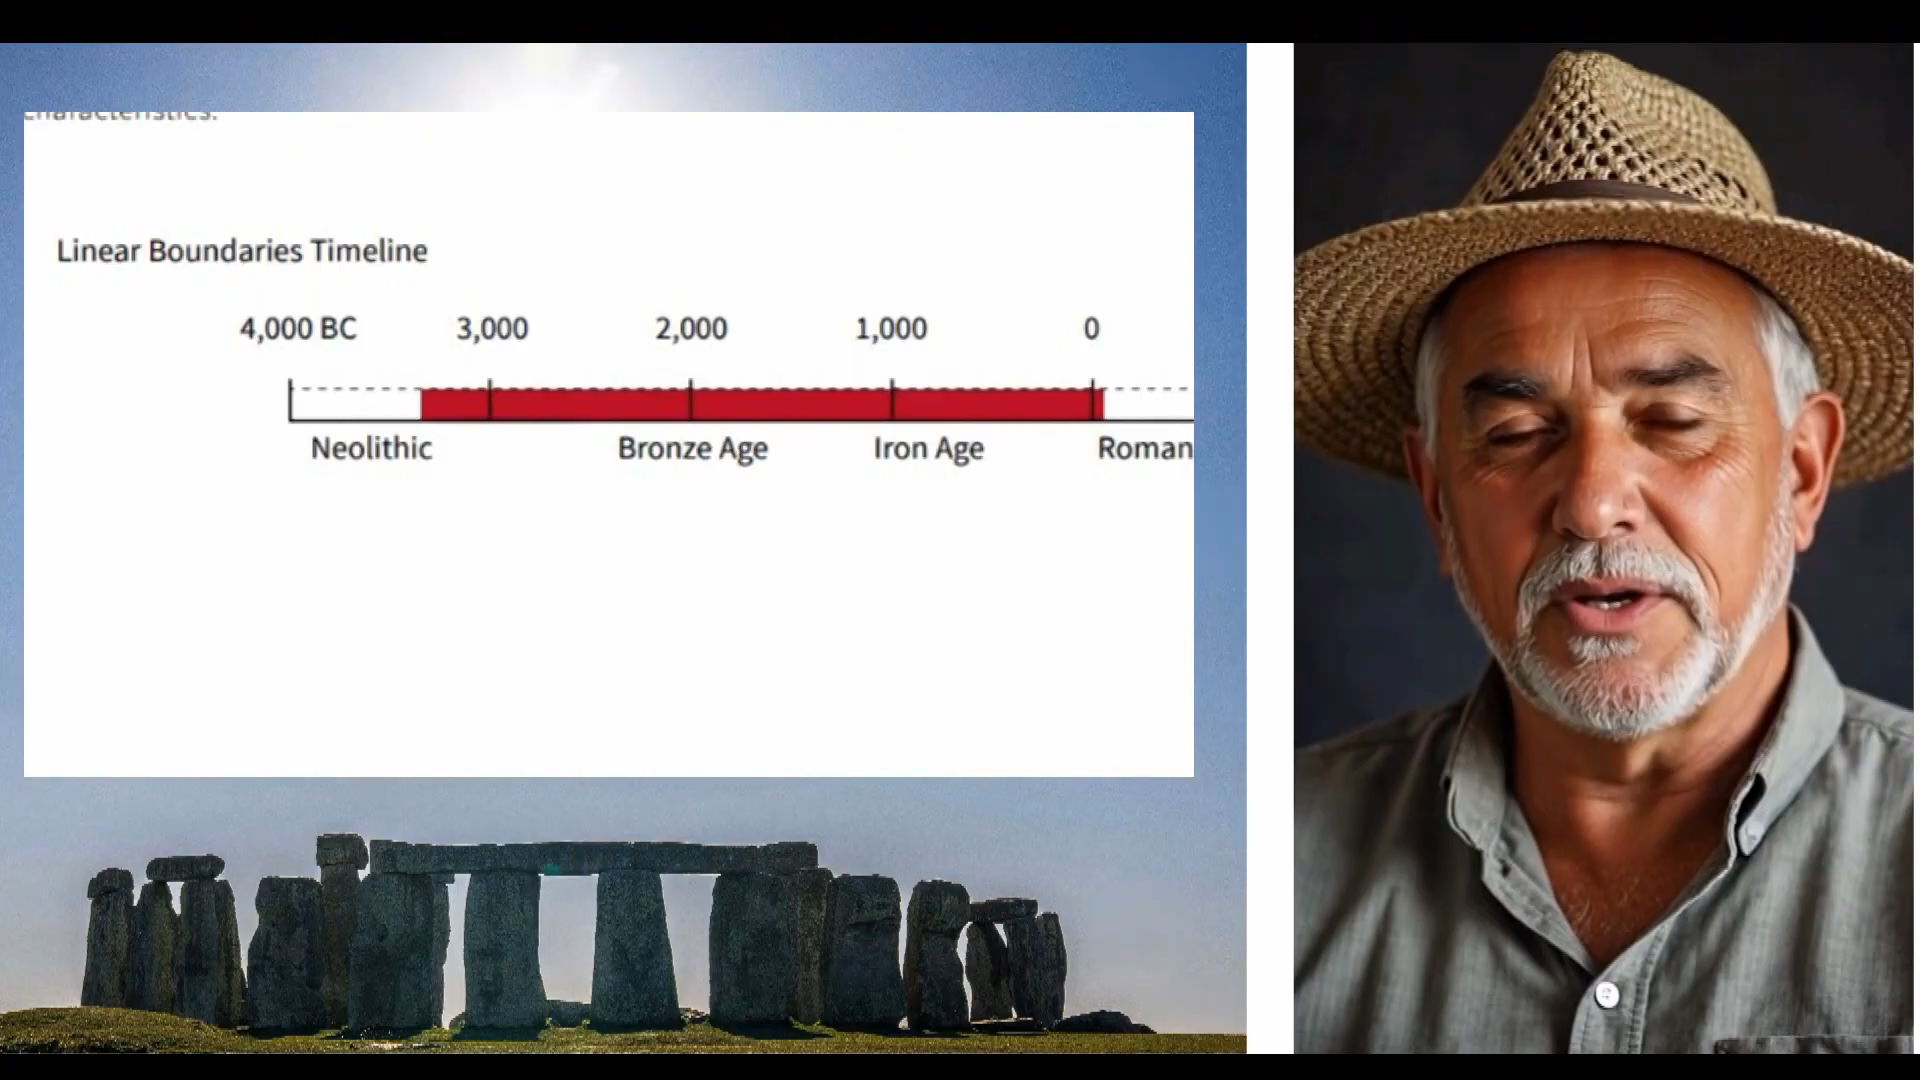 characteristics.
Linear Boundaries Timeline
4,000 BC 3,000 2,000 1,000 0
Neolithic Bronze Age Iron Age Roman